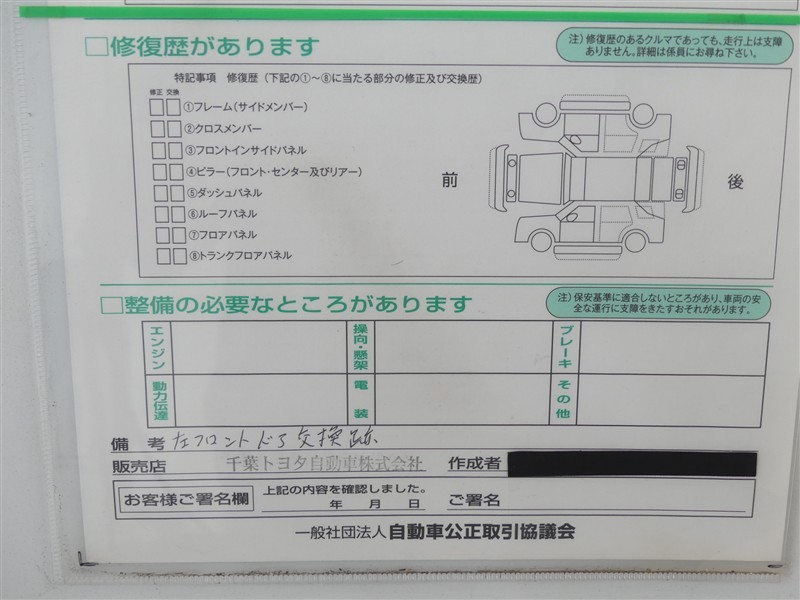 □修復歴があります
注）修復歴のあるクルマであっても、走行上は支障
ありません。詳細は係員にお尋ね下さい。
特記事項 修復歴（下記の①～⑧に当たる部分の修正及び交換歴）
修正 交換
①フレーム（サイドメンバー）
②クロスメンバー
③フロントインサイドパネル
④ピラー（フロント・センター及びリアー）
⑤ダッシュパネル
⑥ルーフパネル
⑦フロアパネル
⑧トランクフロアパネル
前
後
□整備の必要なところがあります
注）保安基準に適合しないところがあり、車両の安
全な運行に支障をきたすおそれがあります。
エンジン
操向・懸架
ブレーキ
動力伝達
電装
その他
備考 左フロントドア交換跡
販売店 千葉トヨタ自動車株式会社 作成者
お客様ご署名欄 上記の内容を確認しました。 ご署名
年 月 日
一般社団法人 自動車公正取引協議会